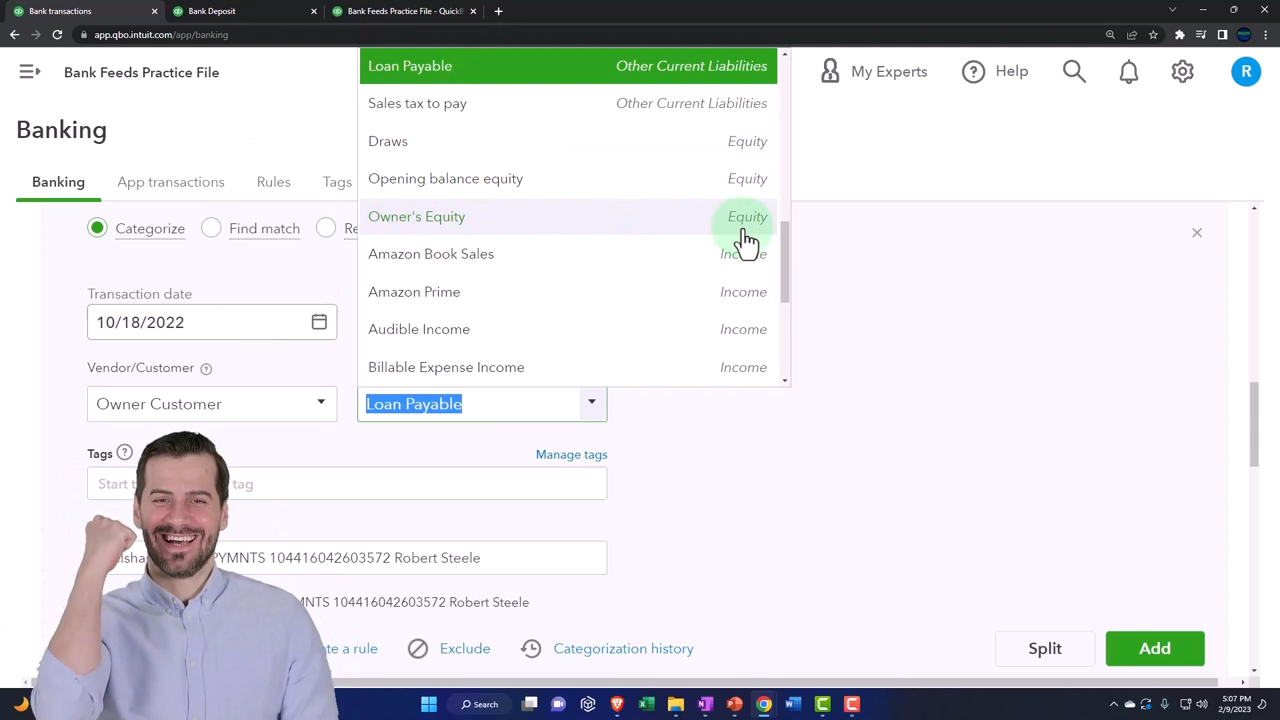 Bank transactions
Bank Deposit
Bank Feeds Practice File - QuickB
app.qbo.intuit.com/app/banking
Bank Feeds Practice File
My Experts
Help
R
Banking
Banking
App transactions
Rules
Tags
Loan Payable Other Current Liabilities
Sales tax to pay Other Current Liabilities
Draws Equity
Opening balance equity Equity
Owner's Equity Equity
Amazon Book Sales Income
Amazon Prime Income
Audible Income Income
Billable Expense Income Income
Categorize
Find match
Re
Transaction date
10/18/2022
Vendor/Customer
Owner Customer
Loan Payable
Tags
Manage tags
Start t tag
PYMNTS 104416042603572 Robert Steele
MNTS 104416042603572 Robert Steele
te a rule
Exclude
Categorization history
Split
Add
Search
5:07 PM
2/9/2023